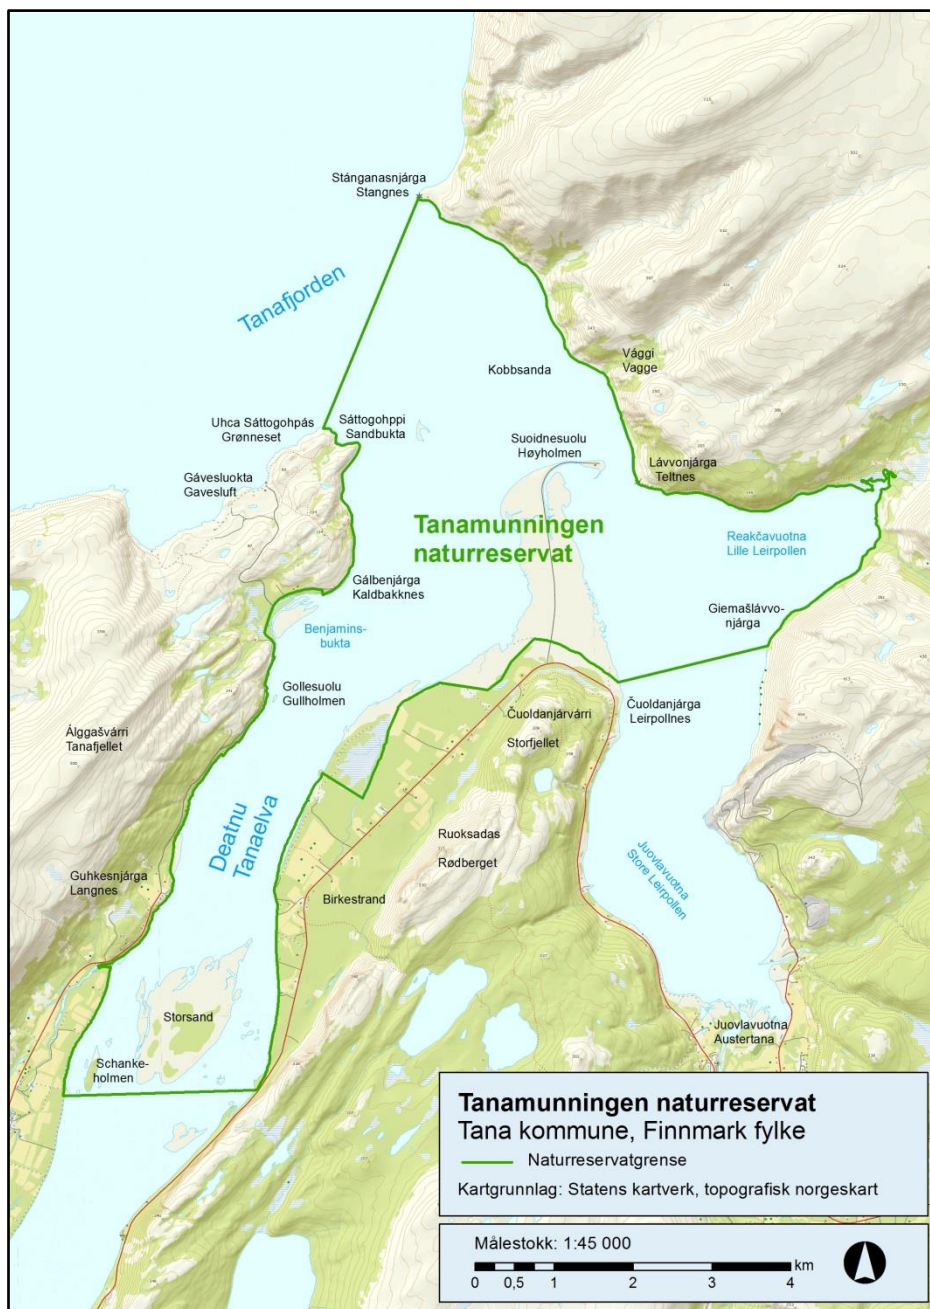 Stánganasnjárga
Stangnes
Tanafjorden
Vággi
Vagge
Kobbsanda
Uhca Sáttogohpás
Grønneset
Sáttogohppi
Sandbukta
Suoidnesuolu
Høyholmen
Lávvonjárga
Teltnes
Gávesluokta
Gavesluft
Tanamunningen
naturreservat
Reakčavuotna
Lille Leirpollen
Gálbenjárga
Kaldbakknes
Giemašlávvo-
njárga
Benjamins-
bukta
Gollesuolu
Gullholmen
Čuoldanjárga
Leirpollnes
Čuoldanjárvárri
Storfjellet
Álggašvárri
Tanafjellet
Deatnu
Tanaelva
Ruoksadas
Rødberget
Juovlavuotna
Store Leirpollen
Guhkesnjárga
Langnes
Birkestrand
Storsand
Juovlavuotna
Austertana
Schanke-
holmen
Tanamunningen naturreservat
Tana kommune, Finnmark fylke
Naturreservatgrense
Kartgrunnlag: Statens kartverk, topografisk norgeskart
Målestokk: 1:45 000
km
0 0,5 1 2 3 4